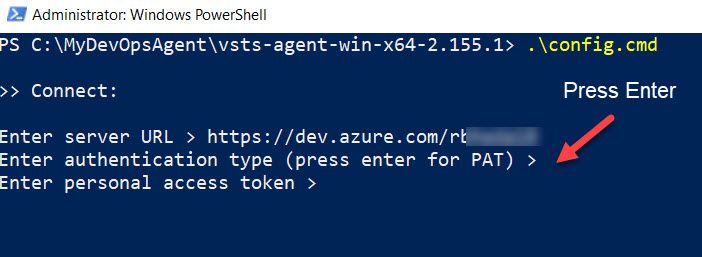 Administrator: Windows PowerShell
PS C:\MyDevOpsAgent\vsts-agent-win-x64-2.155.1> .\config.cmd
>> Connect:
Press Enter
Enter server URL > https://dev.azure.com/rb
Enter authentication type (press enter for PAT) >
Enter personal access token >